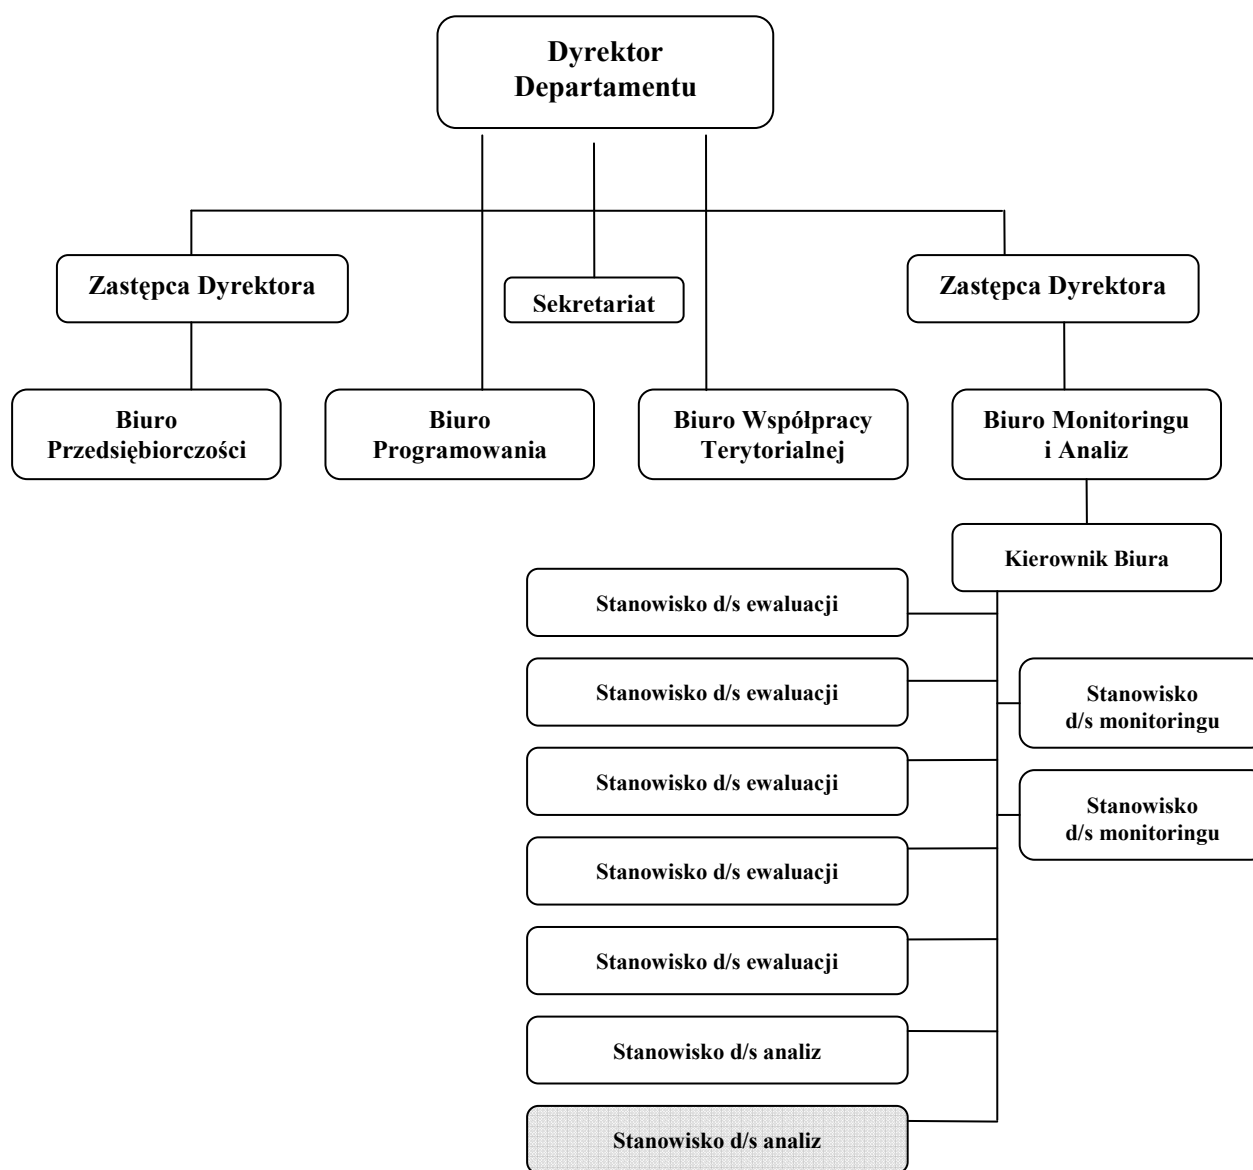 Dyrektor
Departamentu
Zastępca Dyrektora
Sekretariat
Zastępca Dyrektora
Biuro
Przedsiębiorczości
Biuro
Programowania
Biuro Współpracy
Terytorialnej
Biuro Monitoringu
i Analiz
Kierownik Biura
Stanowisko d/s ewaluacji
Stanowisko d/s ewaluacji
Stanowisko
d/s monitoringu
Stanowisko d/s ewaluacji
Stanowisko
d/s monitoringu
Stanowisko d/s ewaluacji
Stanowisko d/s ewaluacji
Stanowisko d/s analiz
Stanowisko d/s analiz